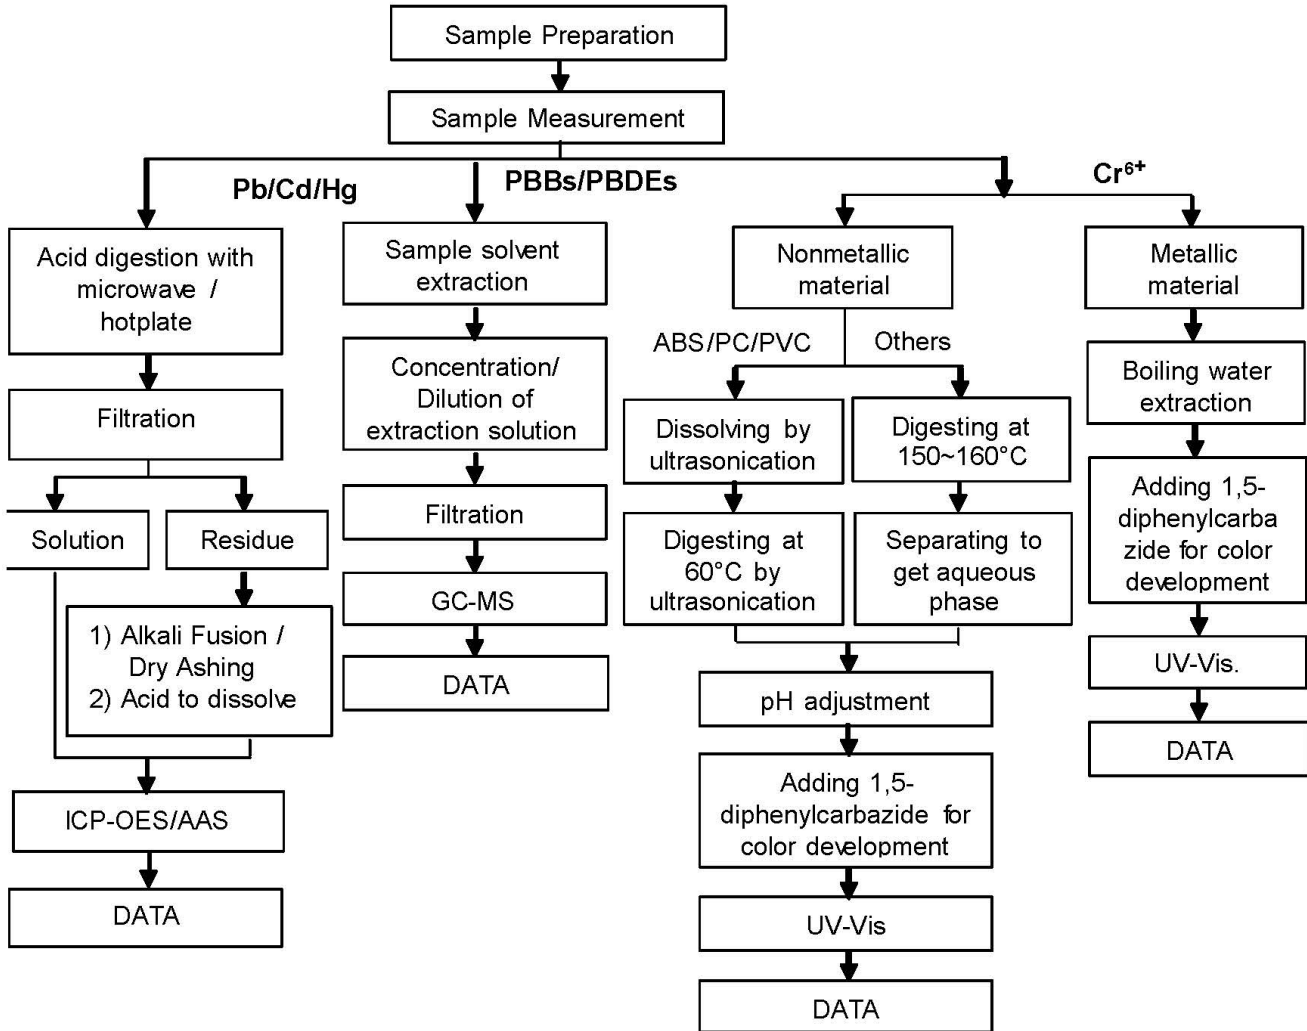 Sample Preparation
Sample Measurement
Pb/Cd/Hg
PBBs/PBDEs
Cr⁶⁺
Acid digestion with
microwave /
hotplate
Filtration
Solution
Residue
1) Alkali Fusion /
Dry Ashing
2) Acid to dissolve
ICP-OES/AAS
DATA
Sample solvent
extraction
Concentration/
Dilution of
extraction solution
Filtration
GC-MS
DATA
Nonmetallic
material
ABS/PC/PVC
Others
Dissolving by
ultrasonication
Digesting at
60°C by
ultrasonication
Digesting at
150~160°C
Separating to
get aqueous
phase
pH adjustment
Adding 1,5-
diphenylcarbazide for
color development
UV-Vis
DATA
Metallic
material
Boiling water
extraction
Adding 1,5-
diphenylcarba
zide for color
development
UV-Vis.
DATA